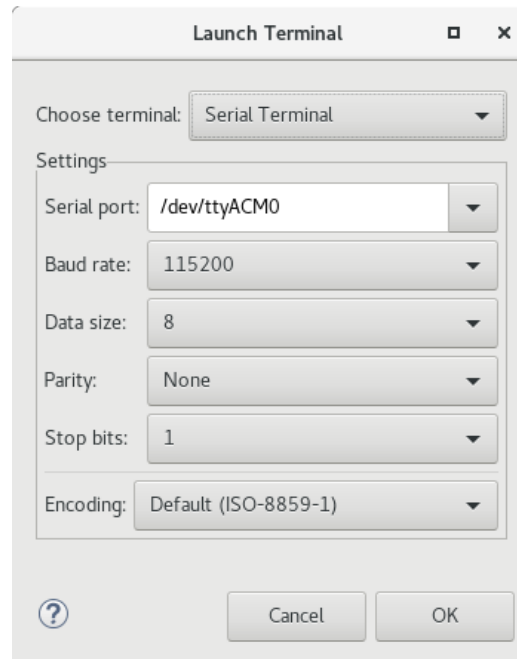 Launch Terminal
Choose terminal: Serial Terminal
Settings
Serial port: /dev/ttyACM0
Baud rate: 115200
Data size: 8
Parity: None
Stop bits: 1
Encoding: Default (ISO-8859-1)
? Cancel OK